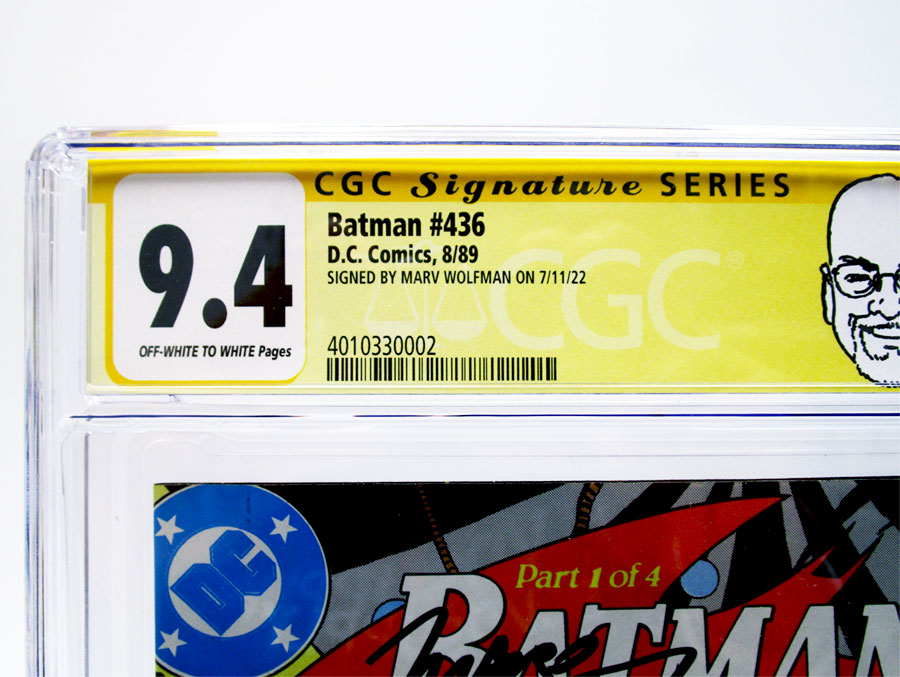 CGC Signature SERIES
9.4
OFF-WHITE TO WHITE Pages
Batman #436
D.C. Comics, 8/89
SIGNED BY MARV WOLFMAN ON 7/11/22
CGC®
4010330002
DC
Part 1 of 4
BATMAN